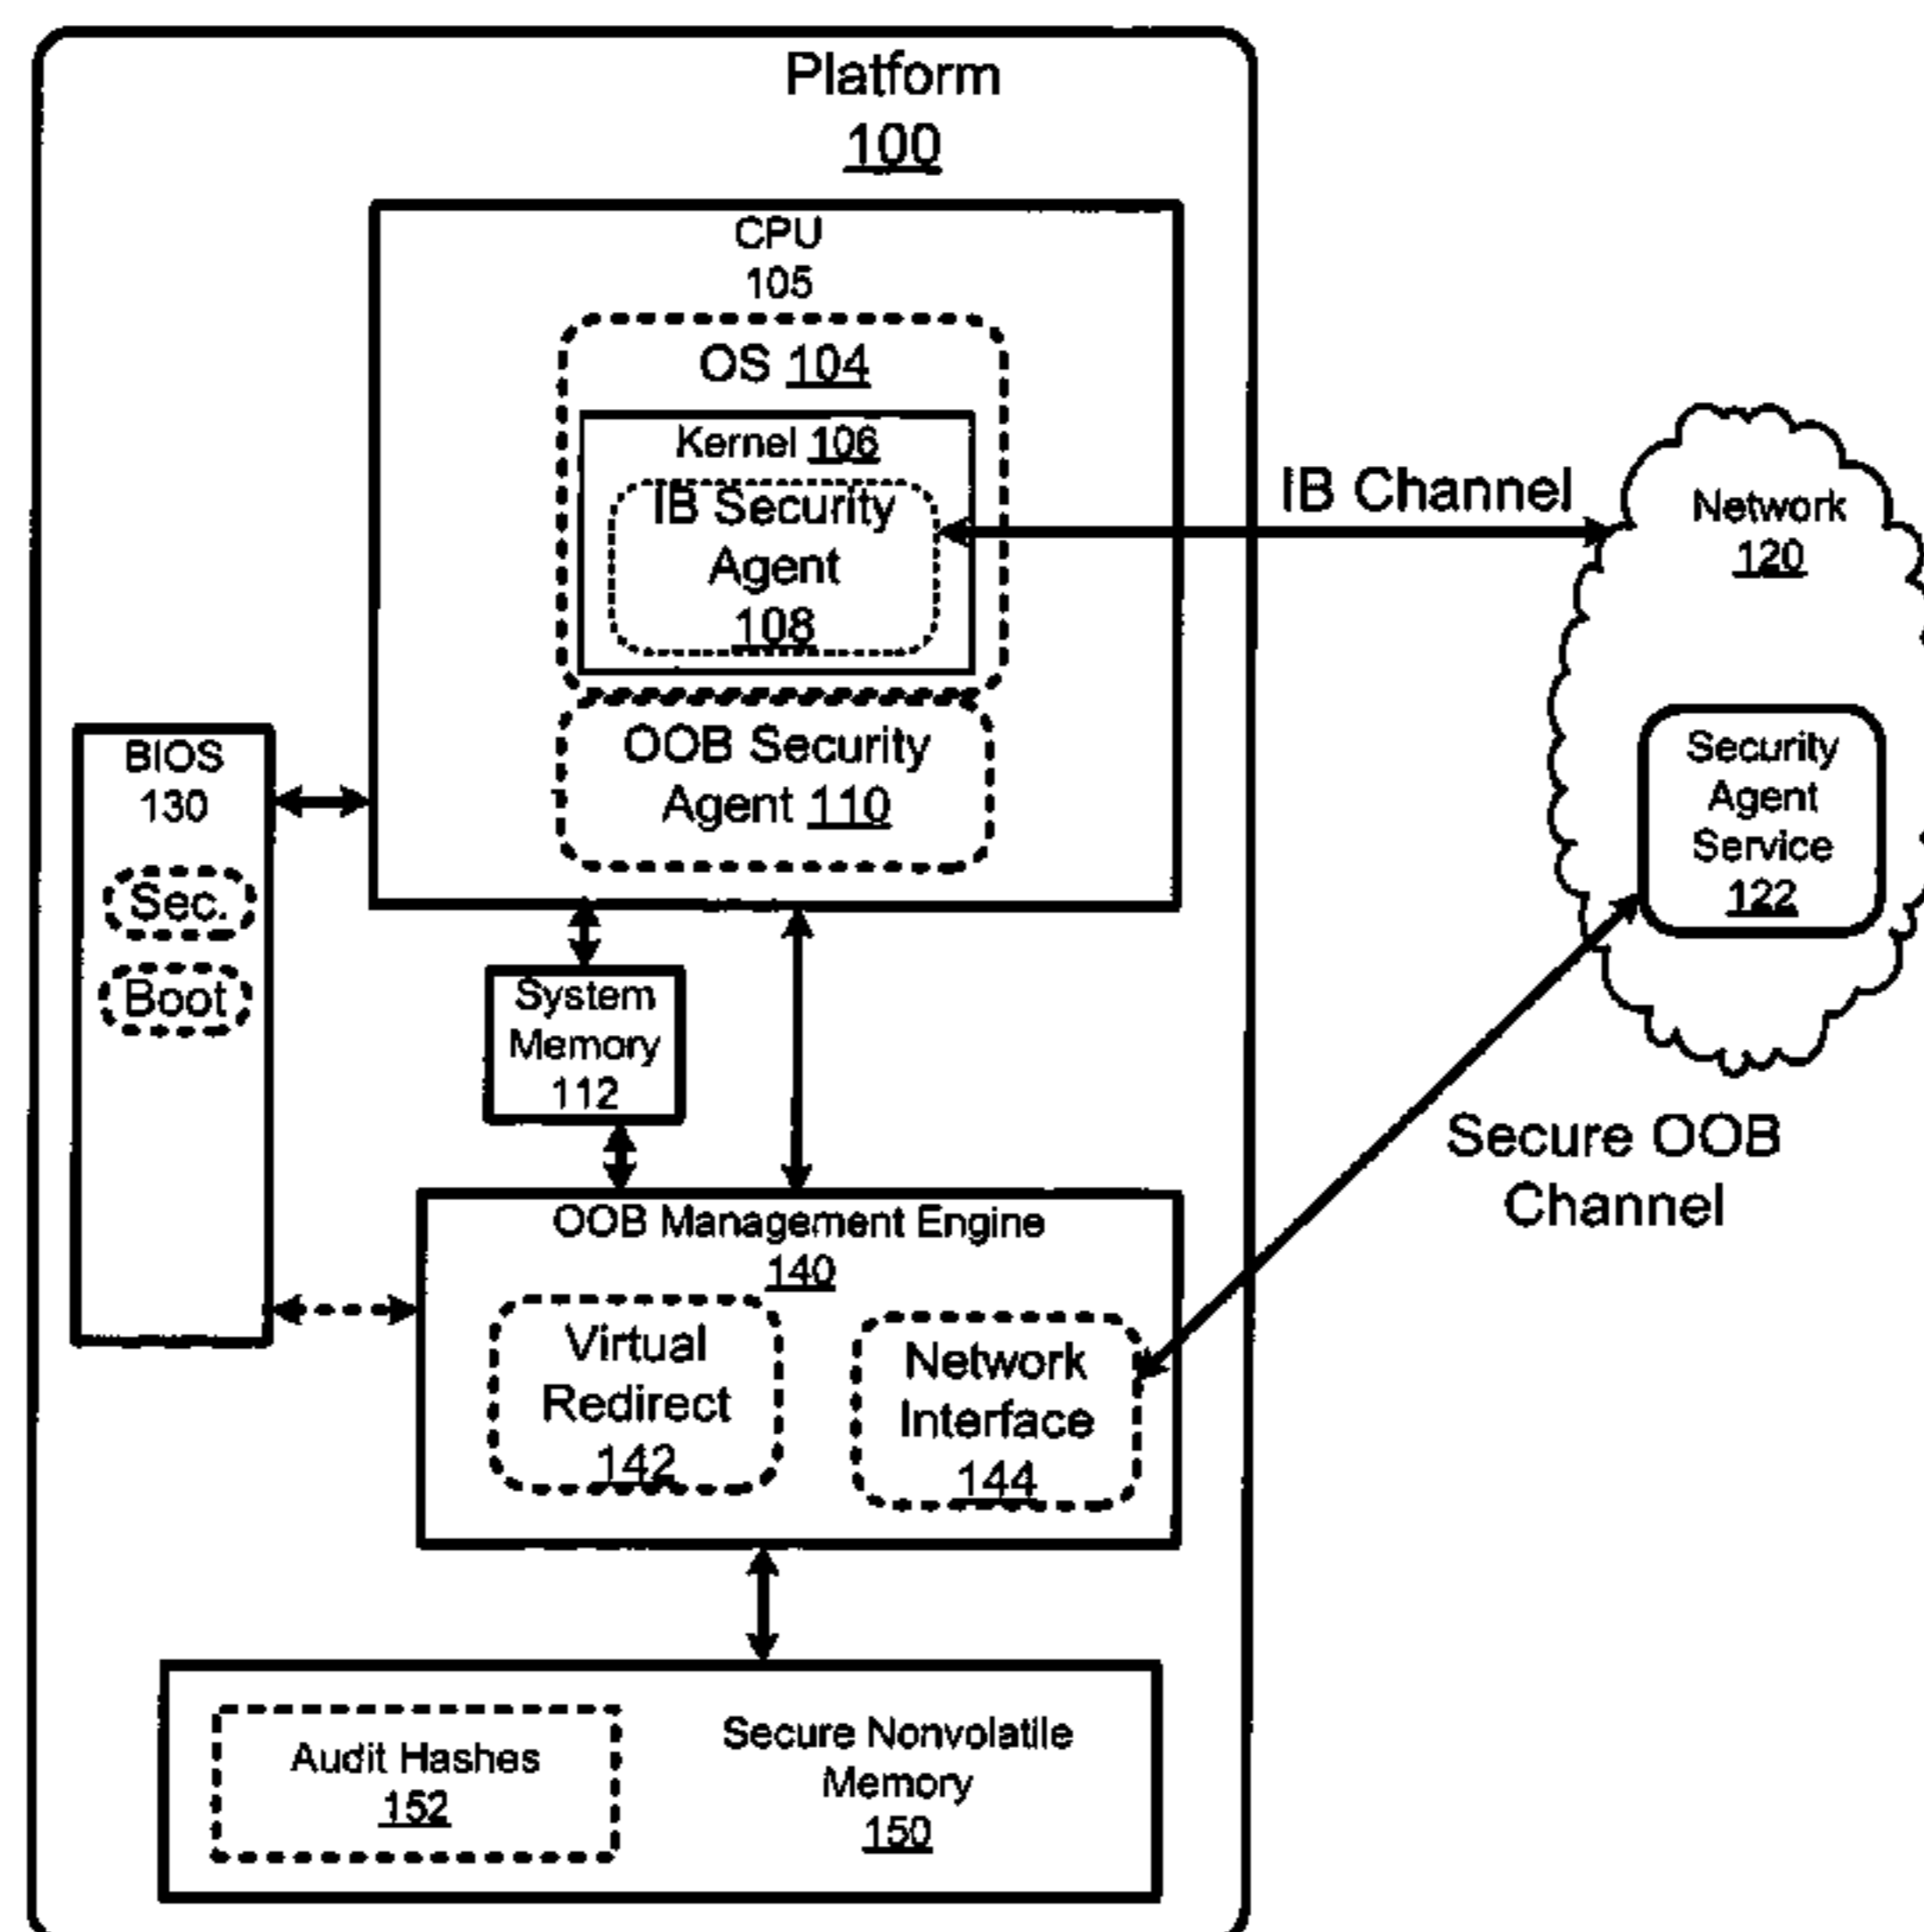 Platform
100
CPU
105
OS 104
Kernel 106
IB Security
Agent
108
OOB Security
Agent 110
IB Channel
Network
120
Security
Agent
Service
122
BIOS
130
Sec.
Boot
System
Memory
112
Secure OOB
Channel
OOB Management Engine
140
Virtual
Redirect
142
Network
Interface
144
Audit Hashes
152
Secure Nonvolatile
Memory
150